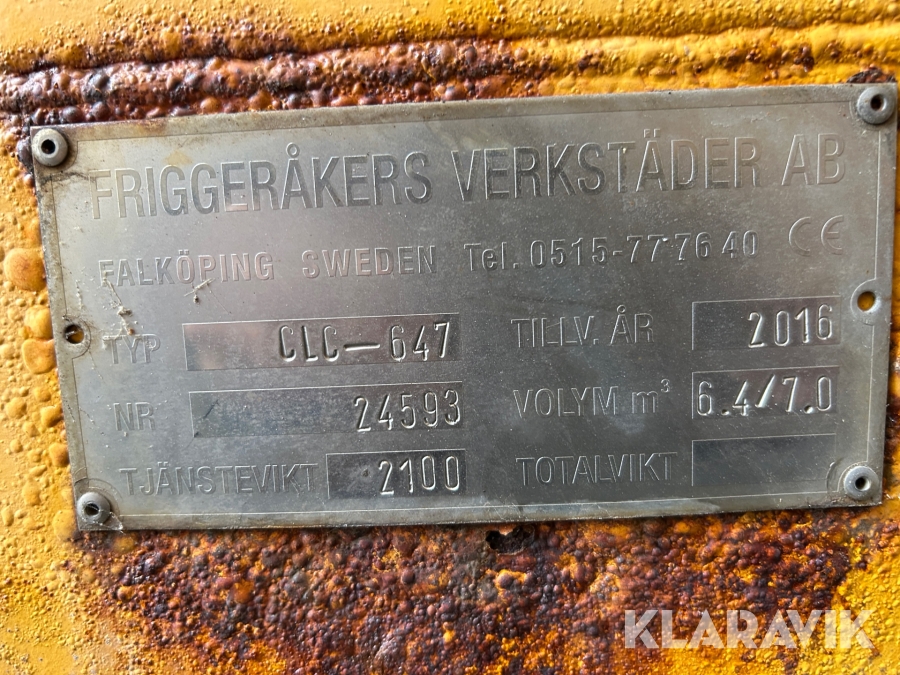 FRIGGERÅKERS VERKSTÄDER AB
FALKÖPING SWEDEN Tel. 0515-77 76 40 CE
TYP CLC-647 TILLV. ÅR 2016
NR 24593 VOLYM m³ 6.4/7.0
TJÄNSTEVIKT 2100 TOTALVIKT
KLARAVIK